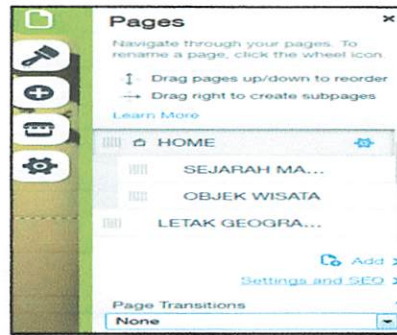 Pages
Navigate through your pages. To
rename a page, click the wheel icon.
Drag pages up/down to reorder
Drag right to create subpages
Learn More
HOME
SEJARAH MA...
OBJEK WISATA
LETAK GEOGRA...
Add
Settings and SEO
Page Transitions
None